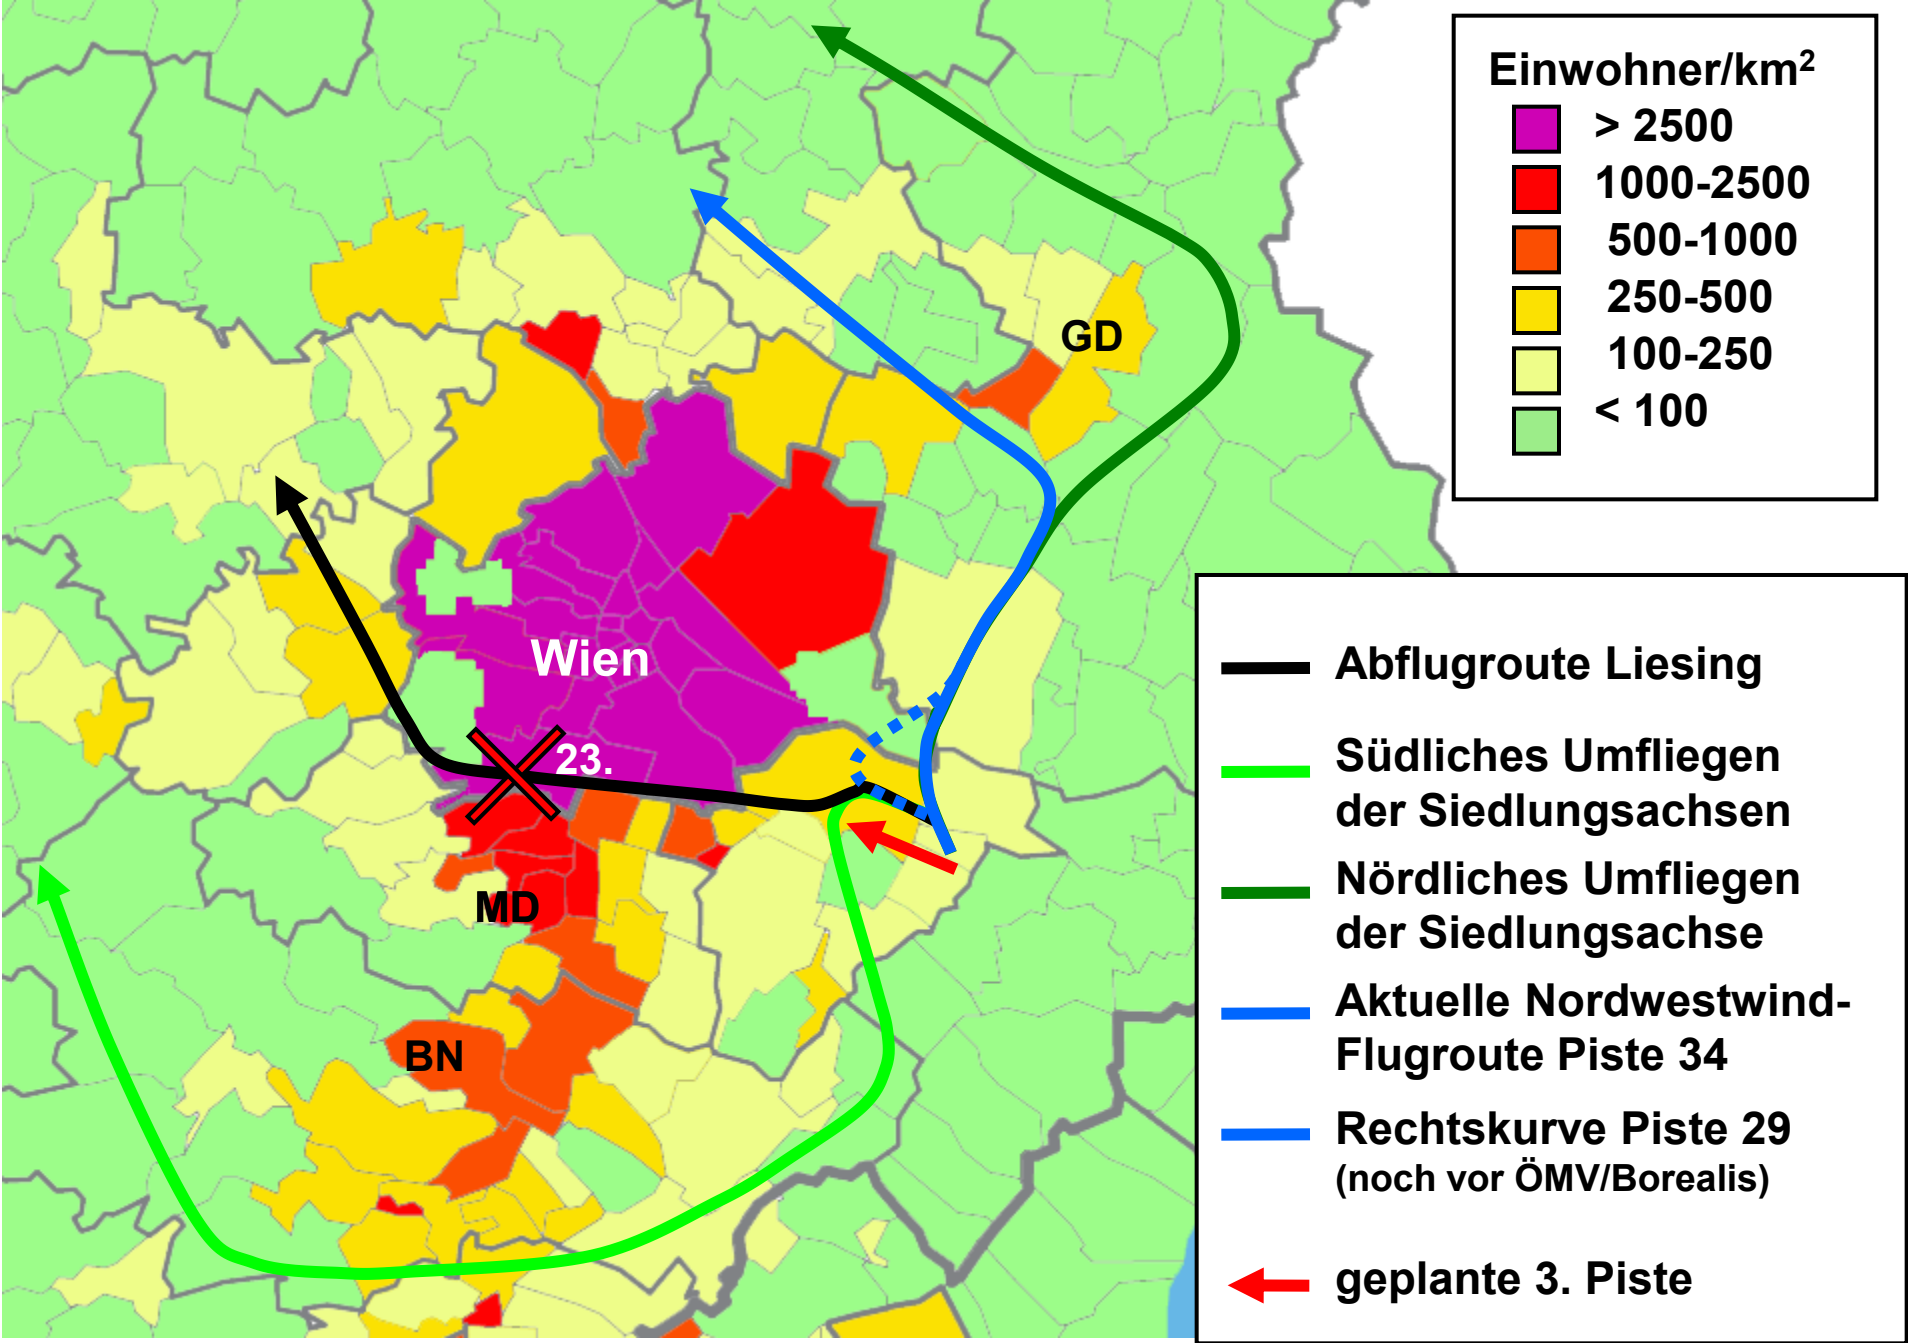 Einwohner/km²
> 2500
1000-2500
500-1000
250-500
100-250
< 100
GD
Wien
23.
MD
BN
Abflugroute Liesing
Südliches Umfliegen
der Siedlungsachsen
Nördliches Umfliegen
der Siedlungsachse
Aktuelle Nordwestwind-
Flugroute Piste 34
Rechtskurve Piste 29
(noch vor ÖMV/Borealis)
geplante 3. Piste